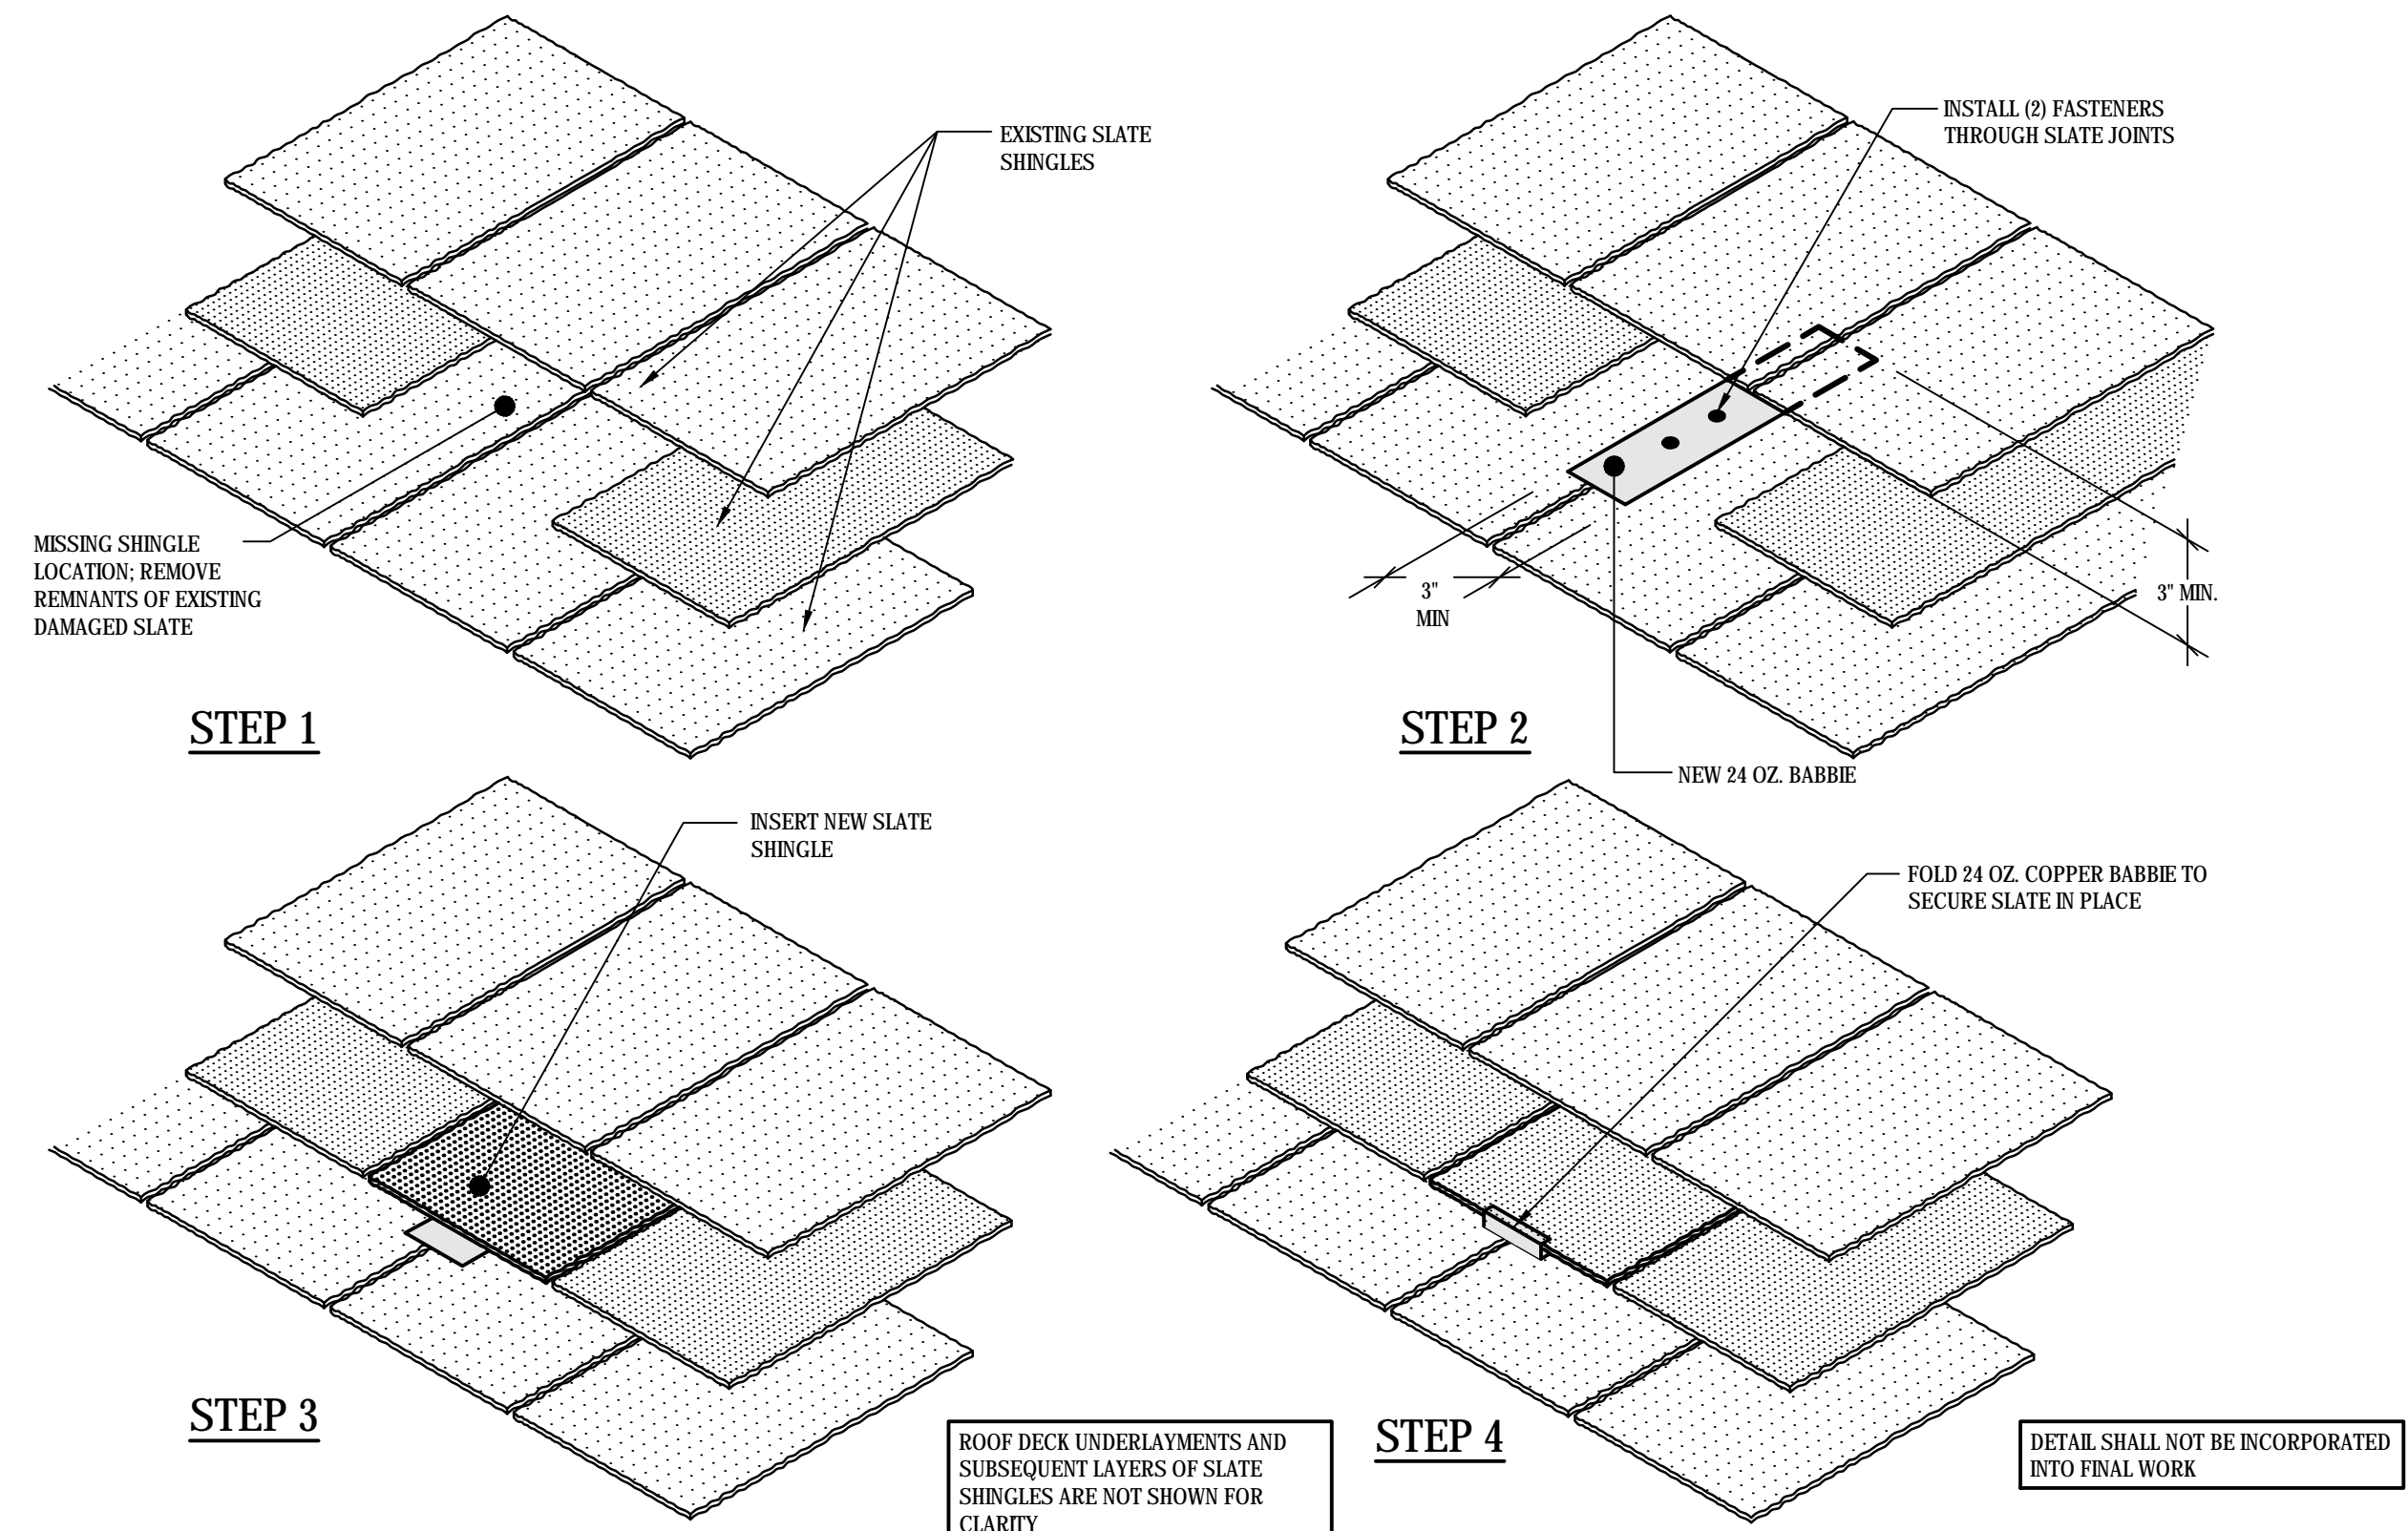 EXISTING SLATE
SHINGLES
MISSING SHINGLE
LOCATION; REMOVE
REMNANTS OF EXISTING
DAMAGED SLATE
STEP 1
INSTALL (2) FASTENERS
THROUGH SLATE JOINTS
3"
MIN
3" MIN.
STEP 2
NEW 24 OZ. BABBIE
INSERT NEW SLATE
SHINGLE
STEP 3
ROOF DECK UNDERLAYMENTS AND
SUBSEQUENT LAYERS OF SLATE
SHINGLES ARE NOT SHOWN FOR
CLARITY
FOLD 24 OZ. COPPER BABBIE TO
SECURE SLATE IN PLACE
STEP 4
DETAIL SHALL NOT BE INCORPORATED
INTO FINAL WORK